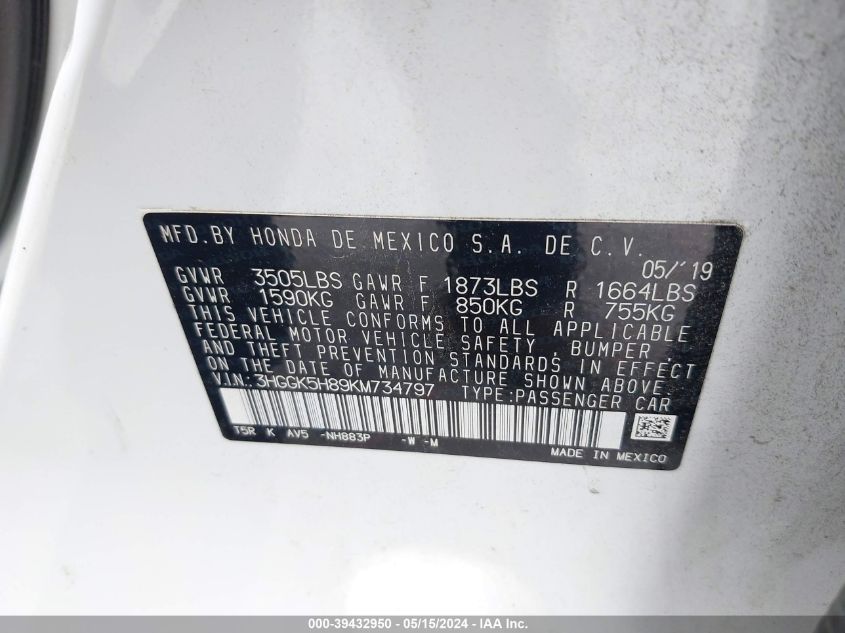 MFD.BY HONDA DE MEXICO S.A. DE C.V.
05/'19
GVWR 3505LBS GAWR F 1873LBS R 1664LBS
GVWR 1590KG GAWR F 850KG R 755KG
THIS VEHICLE CONFORMS TO ALL APPLICABLE
FEDERAL MOTOR VEHICLE SAFETY, BUMPER
AND THEFT PREVENTION STANDARDS IN EFFECT
ON THE DATE OF MANUFACTURE SHOWN ABOVE.
V.I.N.: 3HGGK5H89KM734797 TYPE:PASSENGER CAR
T5R K AV5 -NH883P -W -M
MADE IN MEXICO
000-39432950 - 05/15/2024 - IAA Inc.